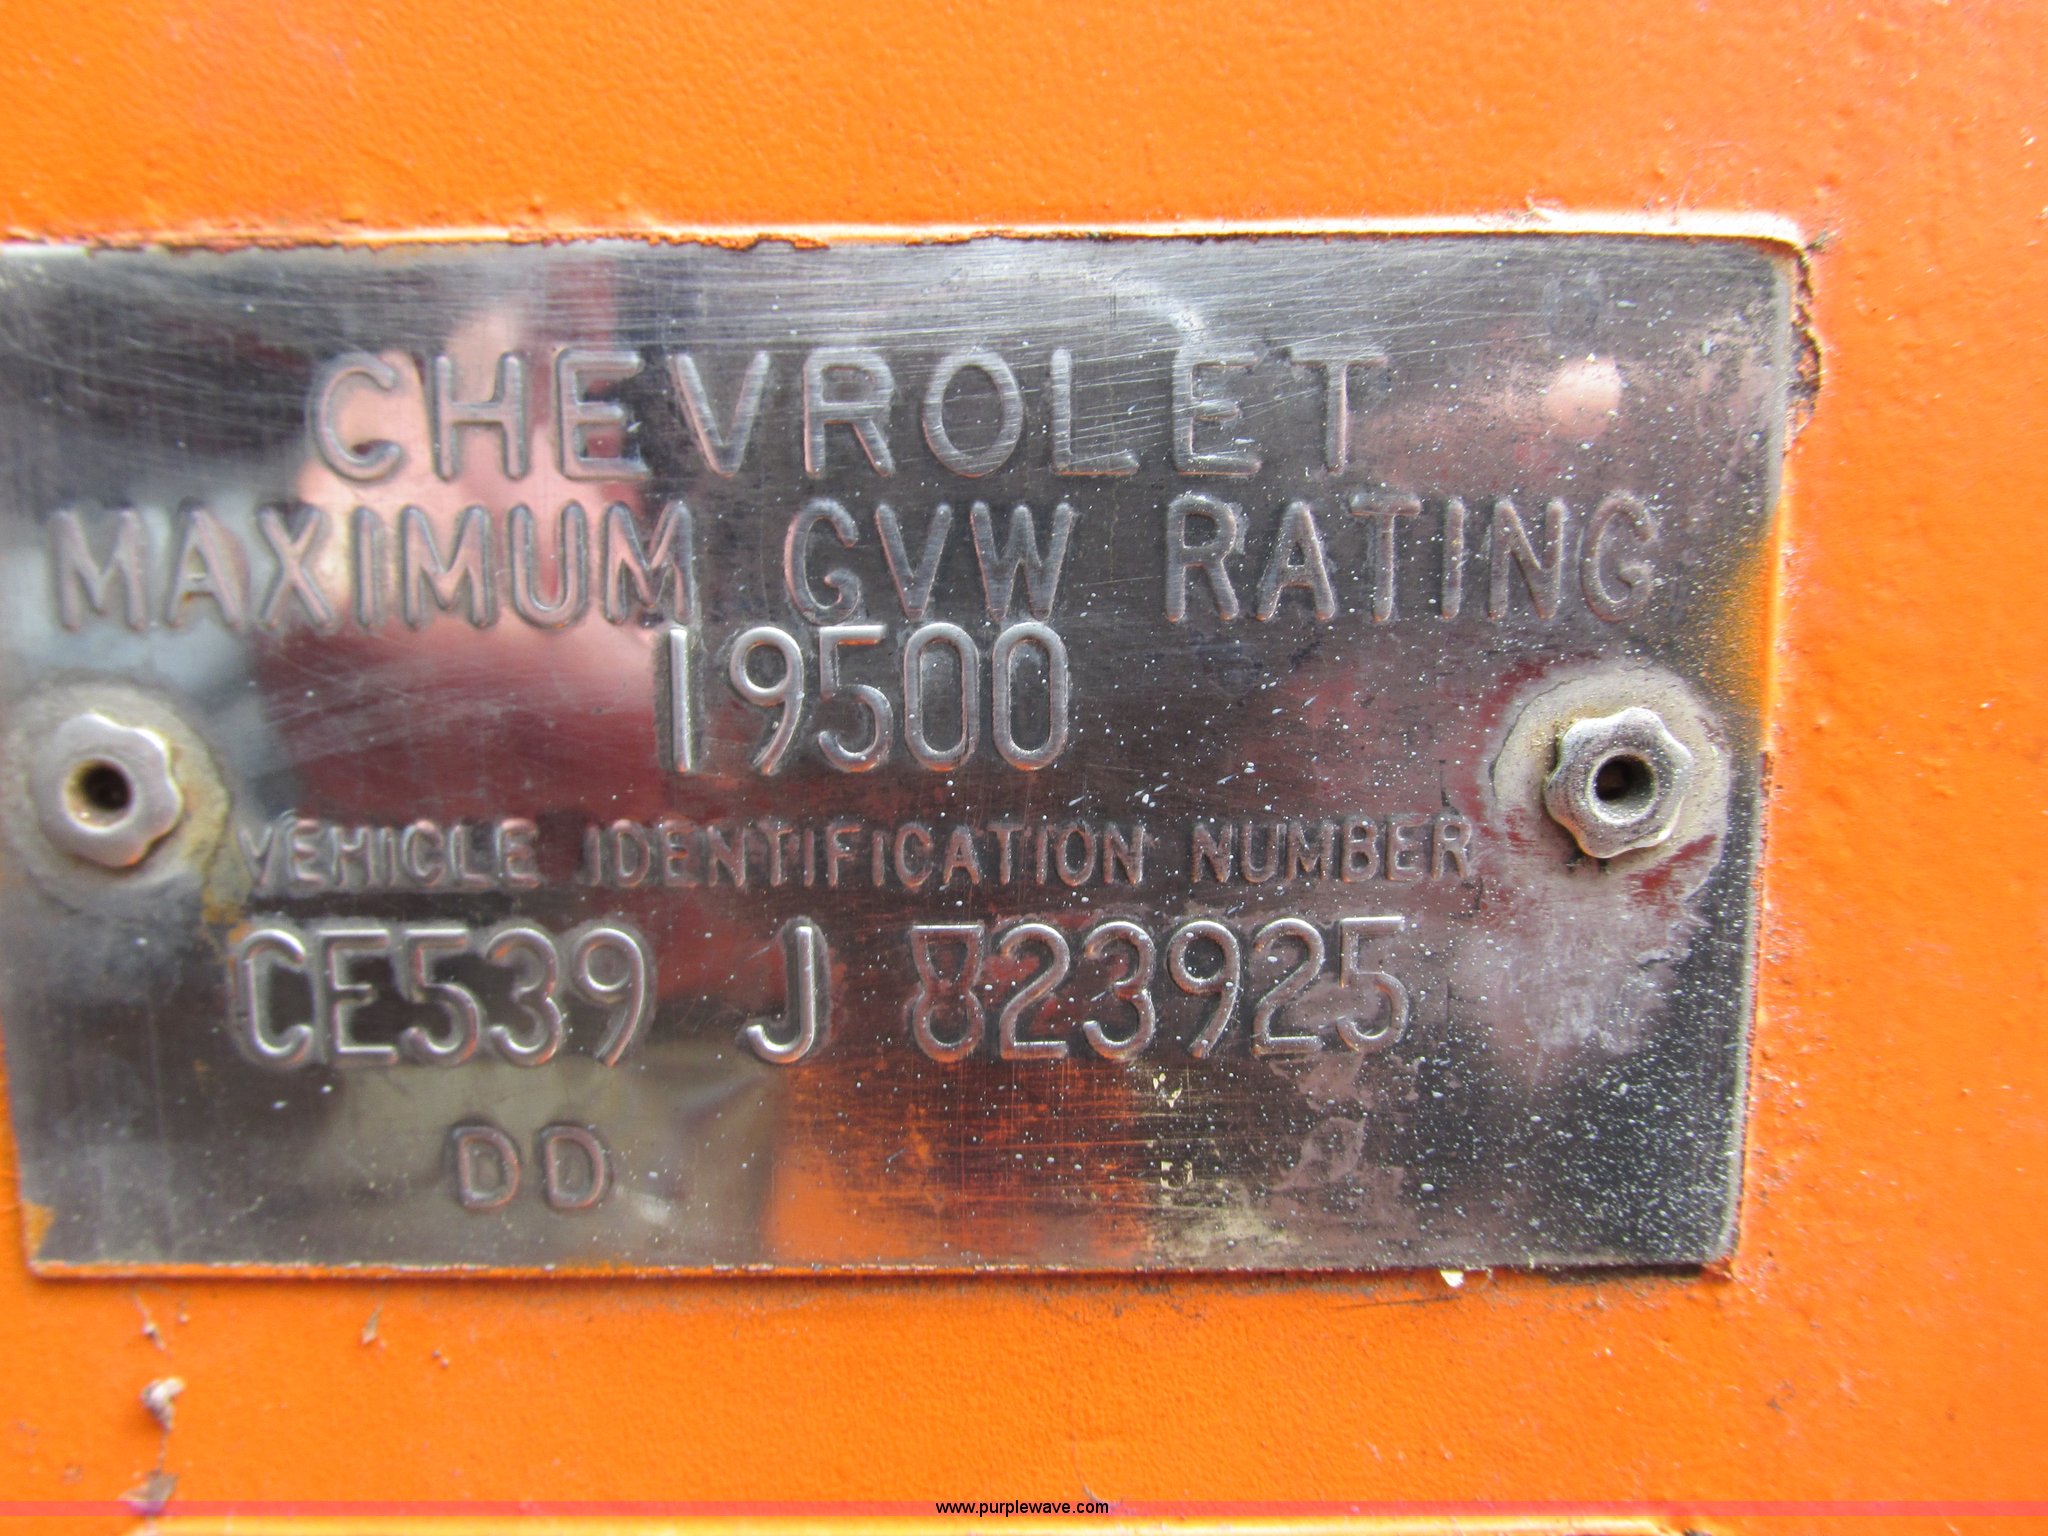 CHEVROLET
MAXIMUM GVW RATING
19500
VEHICLE IDENTIFICATION NUMBER
CE539 J 823925
DD
www.purplewave.com